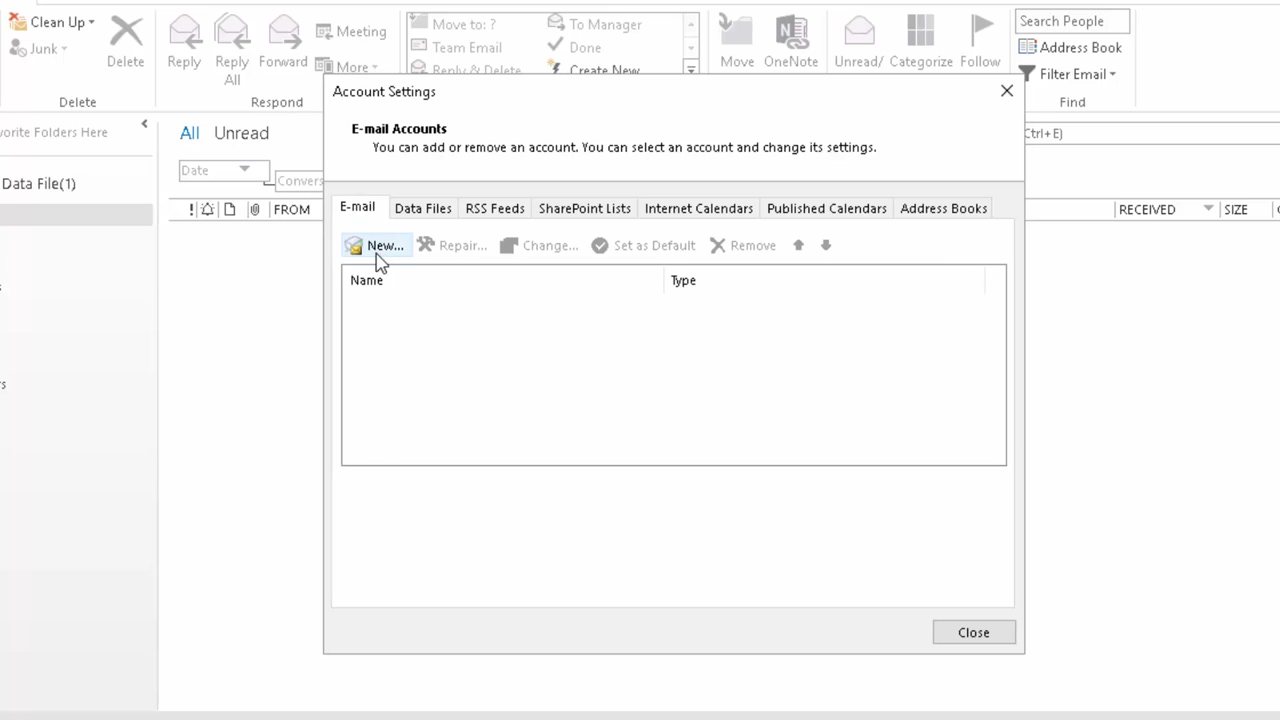 Clean Up
Junk
Delete
Delete
Reply
Reply All
Forward
Meeting
More
Respond
Move to: ?
Team Email
Reply & Delete
To Manager
Done
Create New
Move
OneNote
Unread/
Categorize
Follow
Search People
Address Book
Filter Email
Find
vorite Folders Here
Data File(1)
s
rs
All Unread
Ctrl+E)
Date
Convers
FROM
RECEIVED
SIZE
Account Settings
E-mail Accounts
You can add or remove an account. You can select an account and change its settings.
E-mail Data Files RSS Feeds SharePoint Lists Internet Calendars Published Calendars Address Books
New... Repair... Change... Set as Default Remove
Name Type
Close